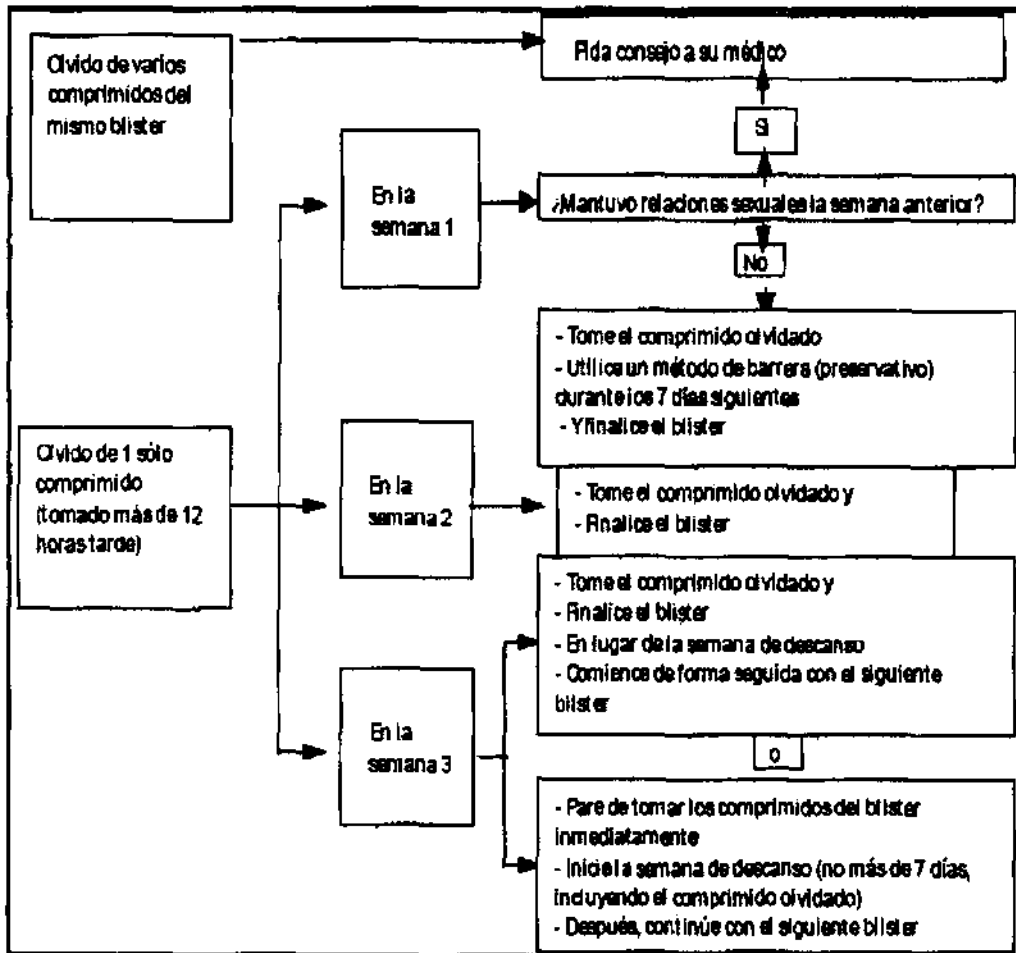 Olvido de varios
comprimidos del
mismo blister
Pida consejo a su médico
Si
En la
semana 1
¿Mantuvo relaciones sexuales la semana anterior?
No
- Tome el comprimido olvidado
- Utilice un método de barrera (preservativo)
durante los 7 días siguientes
- Y finalice el blister
Olvido de 1 sólo
comprimido
(tomado más de 12
horas tarde)
En la
semana 2
- Tome el comprimido olvidado y
- Finalice el blister
- Tome el comprimido olvidado y
- Finalice el blister
- En lugar de la semana de descanso
- Comience de forma seguida con el siguiente
blister
En la
semana 3
O
- Pare de tomar los comprimidos del blister
inmediatamente
- Inicie la semana de descanso (no más de 7 días,
incluyendo el comprimido olvidado)
- Después, continúe con el siguiente blister